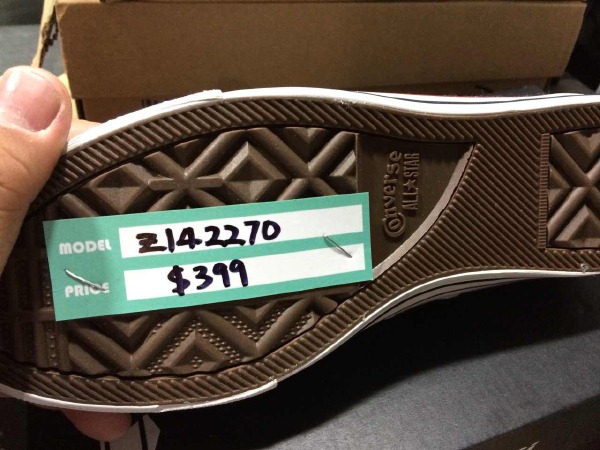 MODEL Z142270
PRICE $399
Converse
ALL★STAR